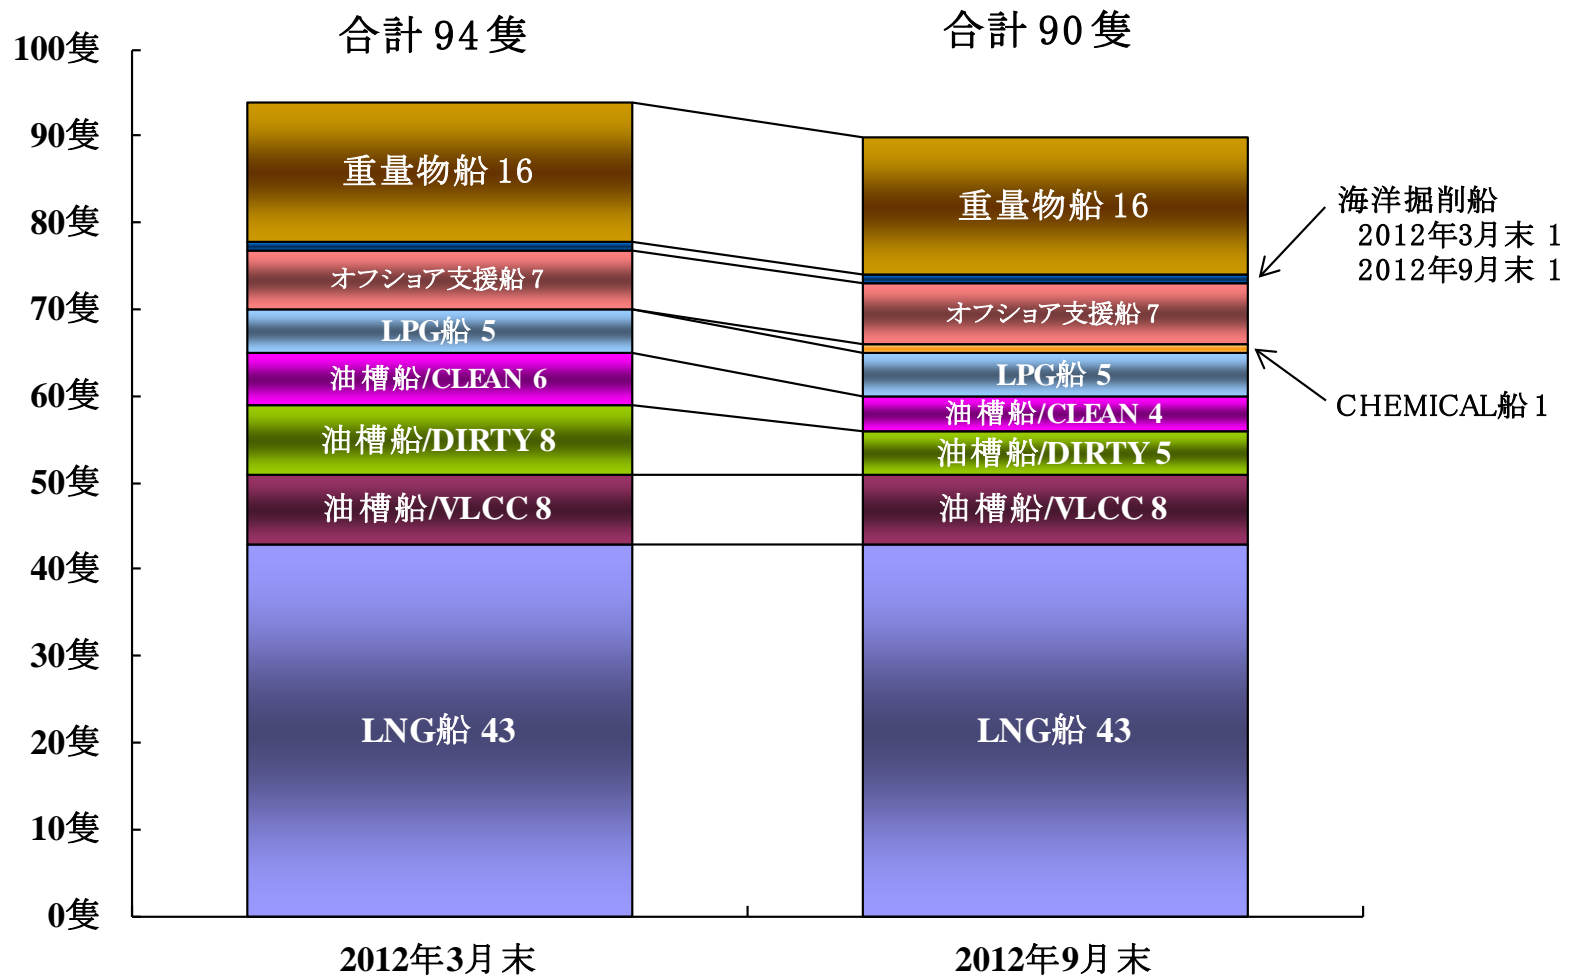 合計 94 隻
合計 90 隻
100隻
90隻
80隻
70隻
60隻
50隻
40隻
30隻
20隻
10隻
0隻
重量物船 16
オフショア支援船 7
LPG船 5
油槽船/CLEAN 6
油槽船/DIRTY 8
油槽船/VLCC 8
LNG船 43
重量物船 16
オフショア支援船 7
LPG船 5
油槽船/CLEAN 4
油槽船/DIRTY 5
油槽船/VLCC 8
LNG船 43
海洋掘削船
2012年3月末 1
2012年9月末 1
CHEMICAL船 1
2012年3月末
2012年9月末